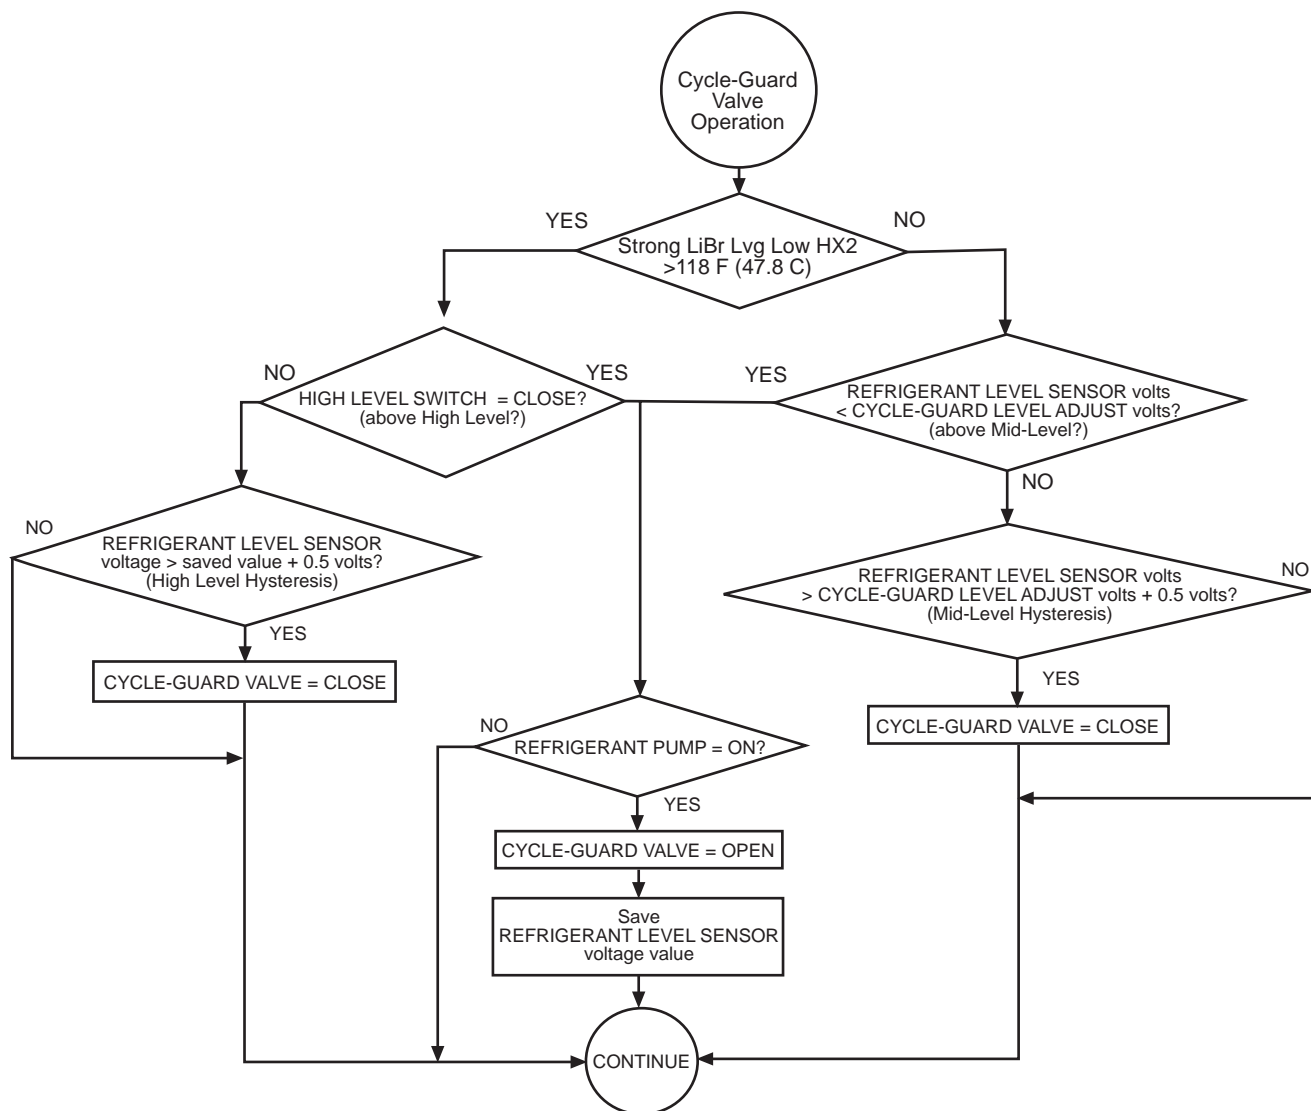 Cycle-Guard
Valve
Operation
YES
NO
Strong LiBr Lvg Low HX2
>118 F (47.8 C)
NO
YES
YES
HIGH LEVEL SWITCH = CLOSE?
(above High Level?)
REFRIGERANT LEVEL SENSOR volts
< CYCLE-GUARD LEVEL ADJUST volts?
(above Mid-Level?)
NO
NO
REFRIGERANT LEVEL SENSOR
voltage > saved value + 0.5 volts?
(High Level Hysteresis)
YES
REFRIGERANT LEVEL SENSOR volts
> CYCLE-GUARD LEVEL ADJUST volts + 0.5 volts?
(Mid-Level Hysteresis)
NO
YES
CYCLE-GUARD VALVE = CLOSE
CYCLE-GUARD VALVE = CLOSE
NO
REFRIGERANT PUMP = ON?
YES
CYCLE-GUARD VALVE = OPEN
Save
REFRIGERANT LEVEL SENSOR
voltage value
CONTINUE